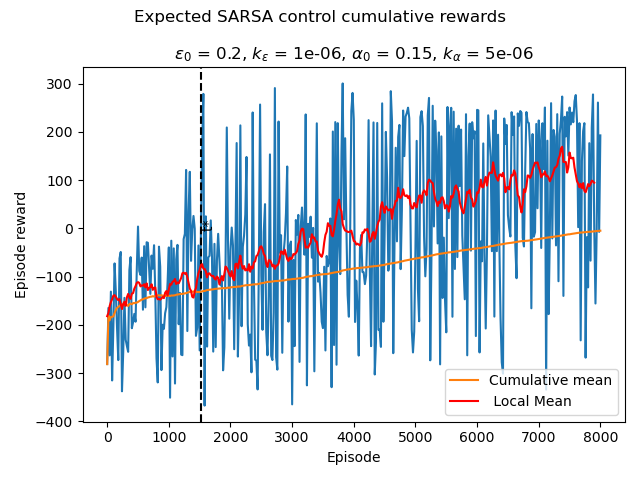 Expected SARSA control cumulative rewards
ε₀ = 0.2, kε = 1e-06, α₀ = 0.15, kα = 5e-06
Episode reward
300
200
100
0
−100
−200
−300
−400
Cumulative mean
Local Mean
0
1000
2000
3000
4000
5000
6000
7000
8000
Episode